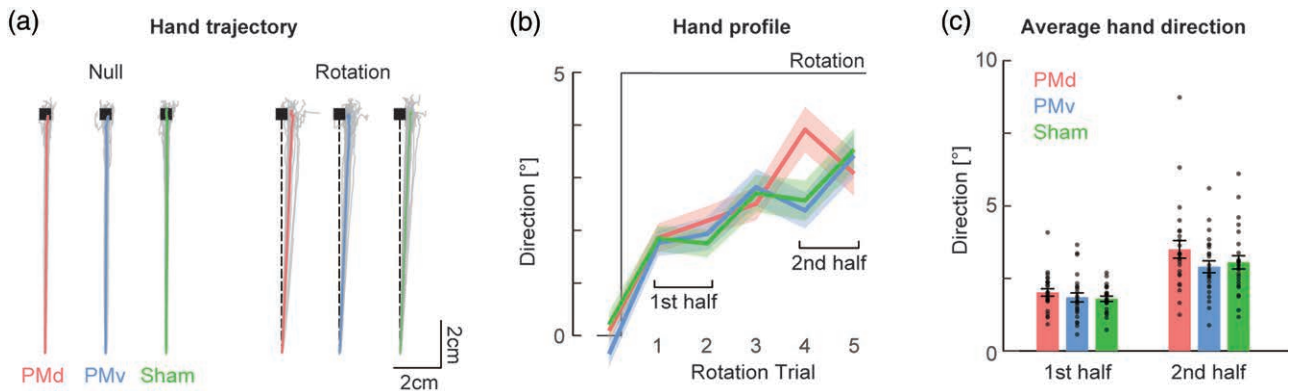 (a)
Hand trajectory
Null
Rotation
PMd
PMv
Sham
2cm
2cm
(b)
Hand profile
Rotation
5
0
Direction [°]
1st half
2nd half
1
2
3
4
5
Rotation Trial
(c)
Average hand direction
10
5
0
Direction [°]
PMd
PMv
Sham
1st half
2nd half